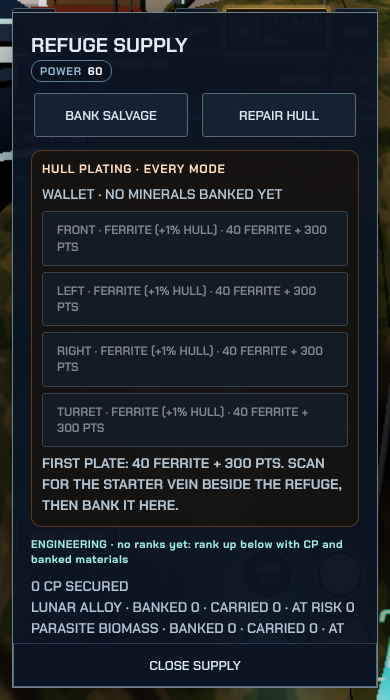 REFUGE SUPPLY
POWER 60
BANK SALVAGE
REPAIR HULL
HULL PLATING · EVERY MODE
WALLET · NO MINERALS BANKED YET
FRONT · FERRITE (+1% HULL) · 40 FERRITE + 300
PTS
LEFT · FERRITE (+1% HULL) · 40 FERRITE + 300
PTS
RIGHT · FERRITE (+1% HULL) · 40 FERRITE + 300
PTS
TURRET · FERRITE (+1% HULL) · 40 FERRITE +
300 PTS
FIRST PLATE: 40 FERRITE + 300 PTS. SCAN
FOR THE STARTER VEIN BESIDE THE REFUGE,
THEN BANK IT HERE.
ENGINEERING · no ranks yet: rank up below with CP and
banked materials
0 CP SECURED
LUNAR ALLOY · BANKED 0 · CARRIED 0 · AT RISK 0
PARASITE BIOMASS · BANKED 0 · CARRIED 0 · AT
CLOSE SUPPLY